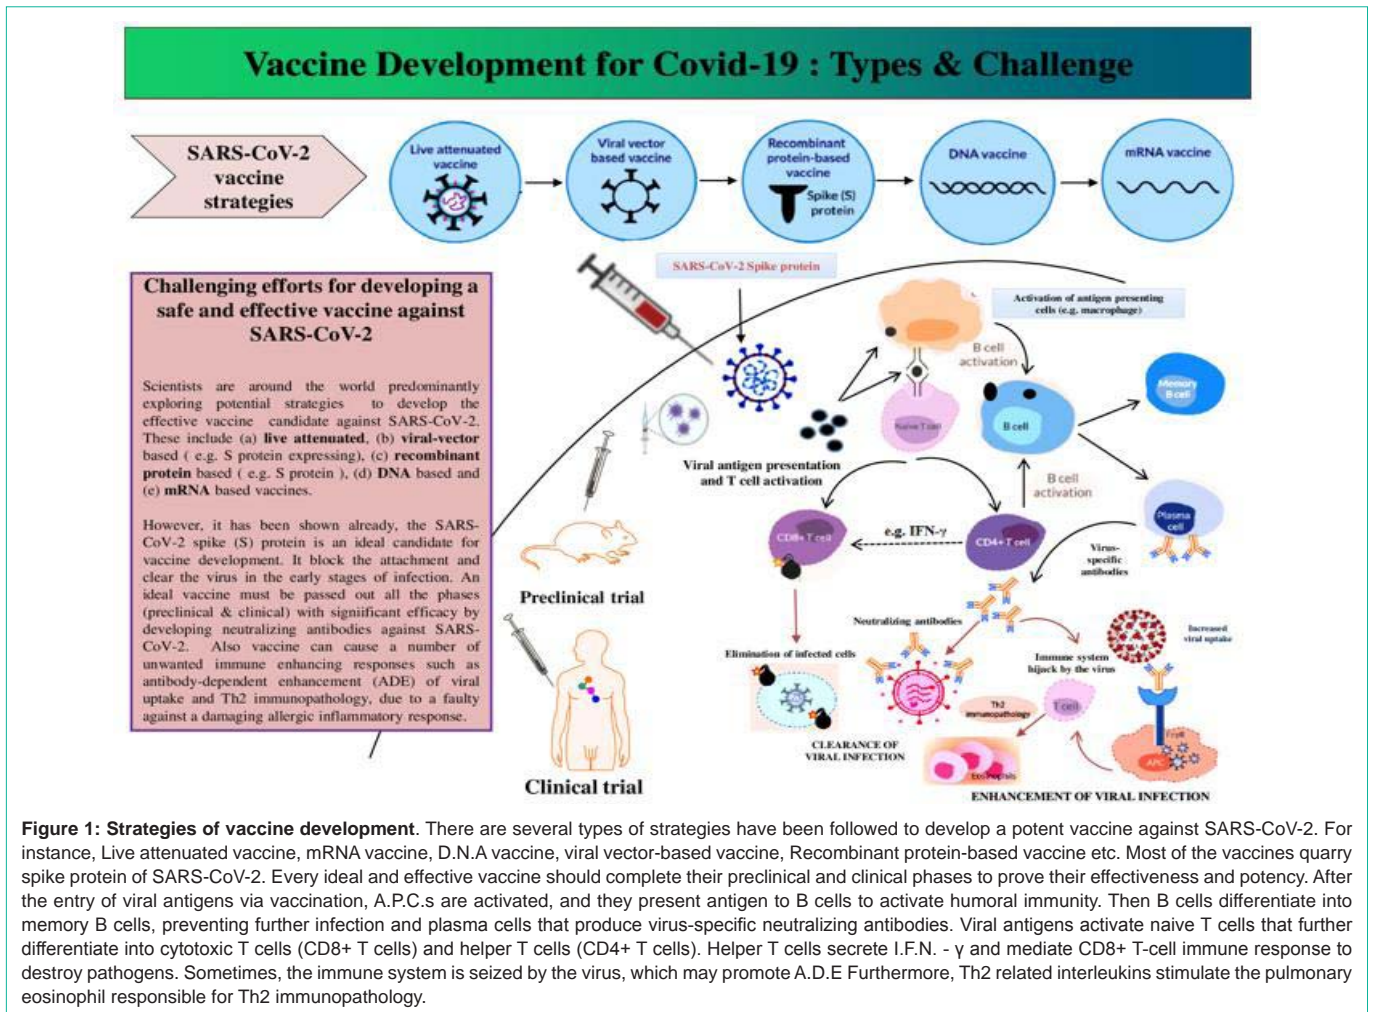 Vaccine Development for Covid-19 : Types & Challenge
SARS-CoV-2
vaccine
strategies
Live attenuated
vaccine
Viral vector
based vaccine
Recombinant
protein-based
vaccine
Spike (S)
protein
DNA vaccine
mRNA vaccine
Challenging efforts for developing a
safe and effective vaccine against
SARS-CoV-2
Scientists are around the world predominantly
exploring potential strategies to develop the
effective vaccine candidate against SARS-CoV-2.
These include (a) live attenuated, (b) viral-vector
based ( e.g. S protein expressing), (c) recombinant
protein based ( e.g. S protein ), (d) DNA based and
(e) mRNA based vaccines.
However, it has been shown already, the SARS-
CoV-2 spike (S) protein is an ideal candidate for
vaccine development. It block the attachment and
clear the virus in the early stages of infection. An
ideal vaccine must be passed out all the phases
(preclinical & clinical) with signiificant efficacy by
developing neutralizing antibodies against SARS-
CoV-2. Also vaccine can cause a number of
unwanted immune enhancing responses such as
antibody-dependent enhancement (ADE) of viral
uptake and Th2 immunopathology, due to a faulty
against a damaging allergic inflammatory response.
SARS-CoV-2 Spike protein
Activation of antigen presenting
cells (e.g. macrophage)
B cell
activation
Memory
B cell
Naive T cell
B cell
Viral antigen presentation
and T cell activation
B cell
activation
Plasma
cell
CD8+ T cell
e.g. IFN-γ
CD4+ T cell
Virus-
specific
antibodies
Preclinical trial
Neutralizing antibodies
Increased
viral uptake
Elimination of infected cells
Immune system
hijack by the virus
Th2
immunopathology
T cell
FcγR
APC
CLEARANCE OF
VIRAL INFECTION
Eosinophils
Clinical trial
ENHANCEMENT OF VIRAL INFECTION
Figure 1: Strategies of vaccine development. There are several types of strategies have been followed to develop a potent vaccine against SARS-CoV-2. For
instance, Live attenuated vaccine, mRNA vaccine, D.N.A vaccine, viral vector-based vaccine, Recombinant protein-based vaccine etc. Most of the vaccines quarry
spike protein of SARS-CoV-2. Every ideal and effective vaccine should complete their preclinical and clinical phases to prove their effectiveness and potency. After
the entry of viral antigens via vaccination, A.P.C.s are activated, and they present antigen to B cells to activate humoral immunity. Then B cells differentiate into
memory B cells, preventing further infection and plasma cells that produce virus-specific neutralizing antibodies. Viral antigens activate naive T cells that further
differentiate into cytotoxic T cells (CD8+ T cells) and helper T cells (CD4+ T cells). Helper T cells secrete I.F.N. - γ and mediate CD8+ T-cell immune response to
destroy pathogens. Sometimes, the immune system is seized by the virus, which may promote A.D.E Furthermore, Th2 related interleukins stimulate the pulmonary
eosinophil responsible for Th2 immunopathology.